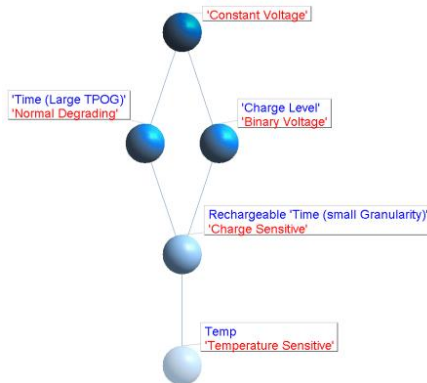 'Constant Voltage'
'Time (Large TPOG)'
'Normal Degrading'
'Charge Level'
'Binary Voltage'
Rechargeable 'Time (small Granularity)'
'Charge Sensitive'
Temp
'Temperature Sensitive'